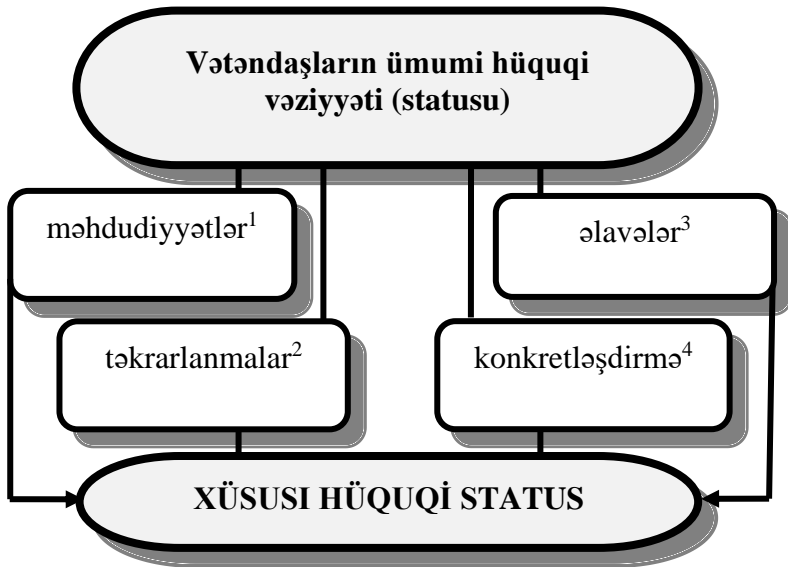 Vətəndaşların ümumi hüquqi
vəziyyəti (statusu)
məhdudiyyətlər¹
əlavələr³
təkrarlanmalar²
konkretləşdirmə⁴
XÜSUSI HÜQUQİ STATUS